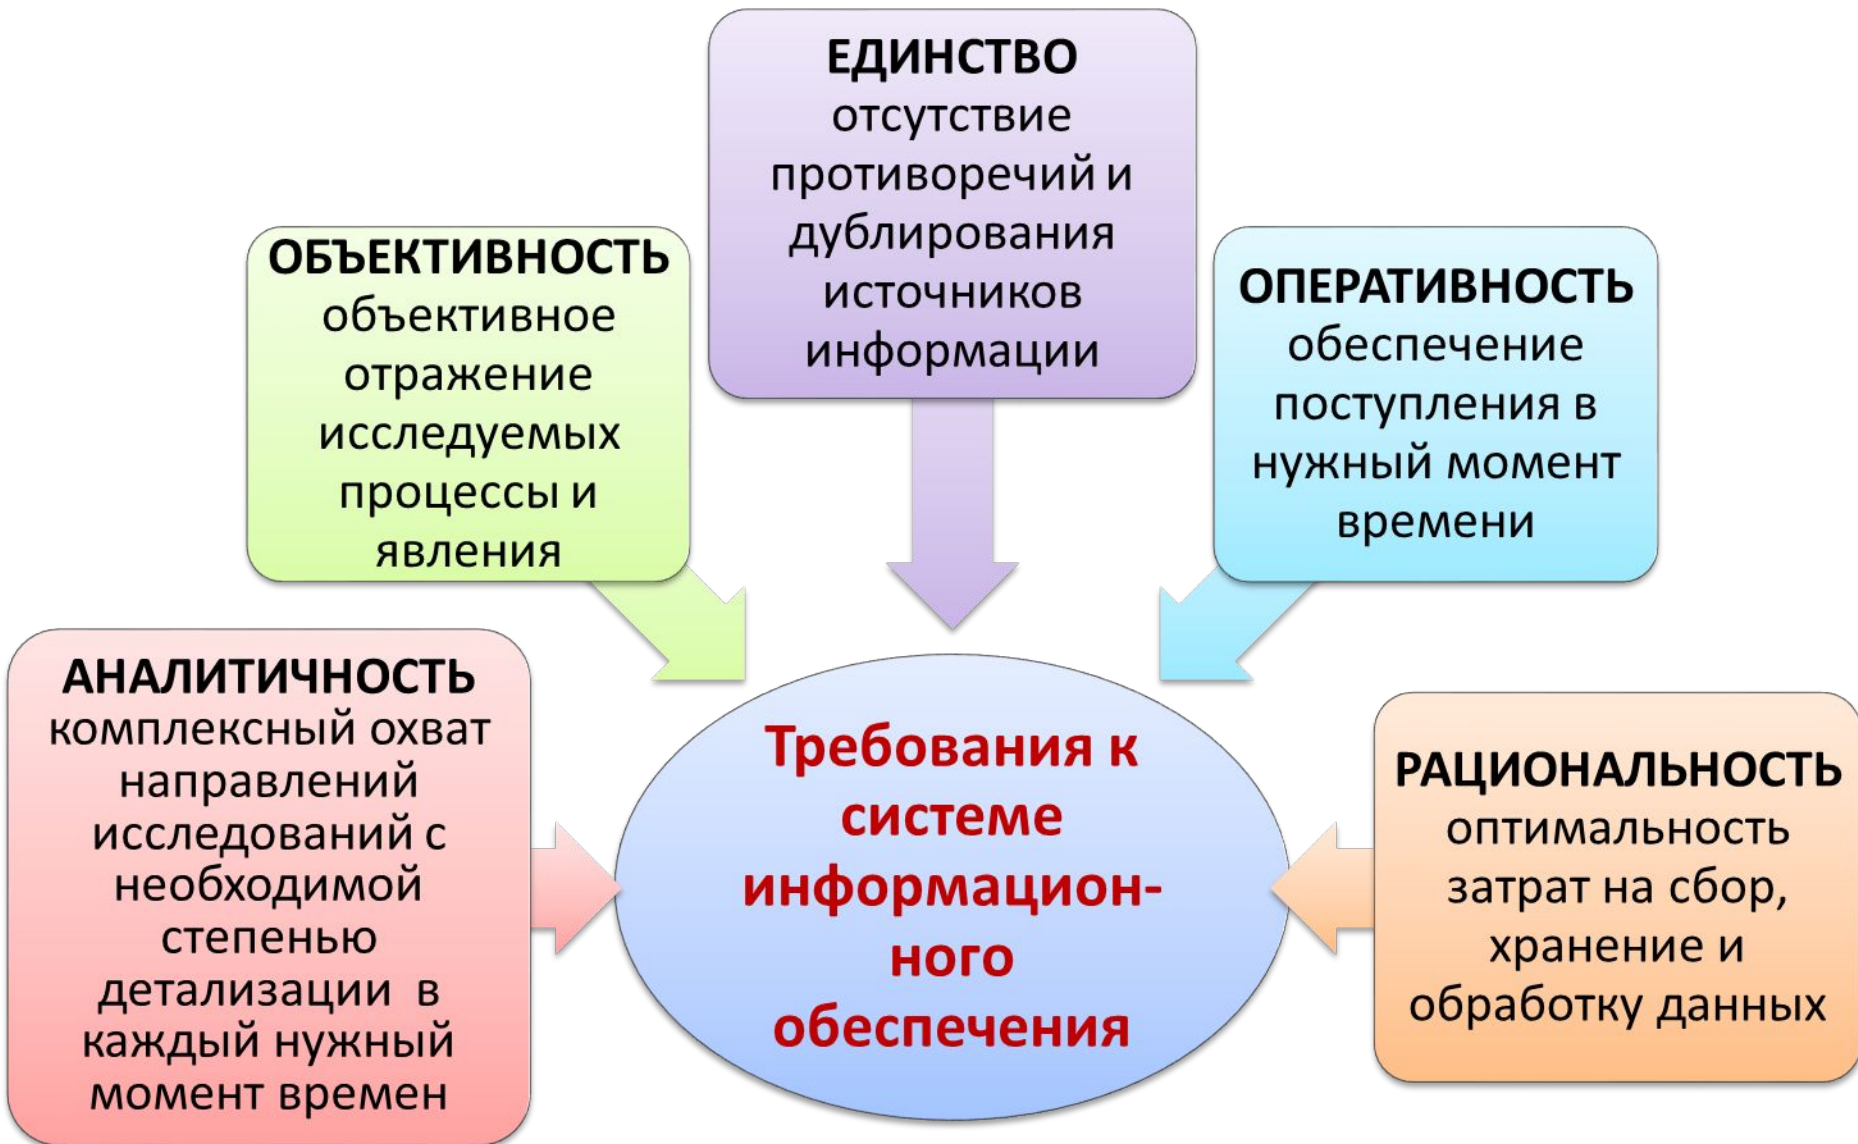 ЕДИНСТВО
отсутствие
противоречий и
дублирования
источников
информации
ОБЪЕКТИВНОСТЬ
объективное
отражение
исследуемых
процессы и
явления
ОПЕРАТИВНОСТЬ
обеспечение
поступления в
нужный момент
времени
АНАЛИТИЧНОСТЬ
комплексный охват
направлений
исследований с
необходимой
степенью
детализации в
каждый нужный
момент времен
Требования к
системе
информацион-
ного
обеспечения
РАЦИОНАЛЬНОСТЬ
оптимальность
затрат на сбор,
хранение и
обработку данных